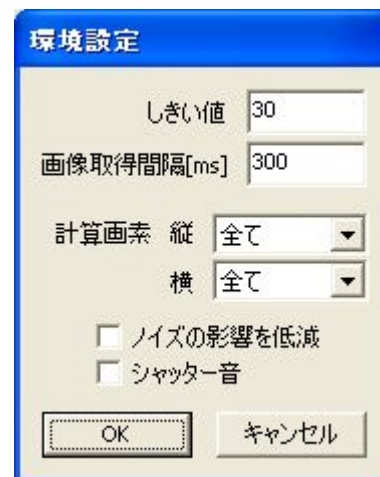 環境設定
しきい値 30
画像取得間隔[ms] 300
計算画素 縦 全て
横 全て
ノイズの影響を低減
シャッター音
OK キャンセル